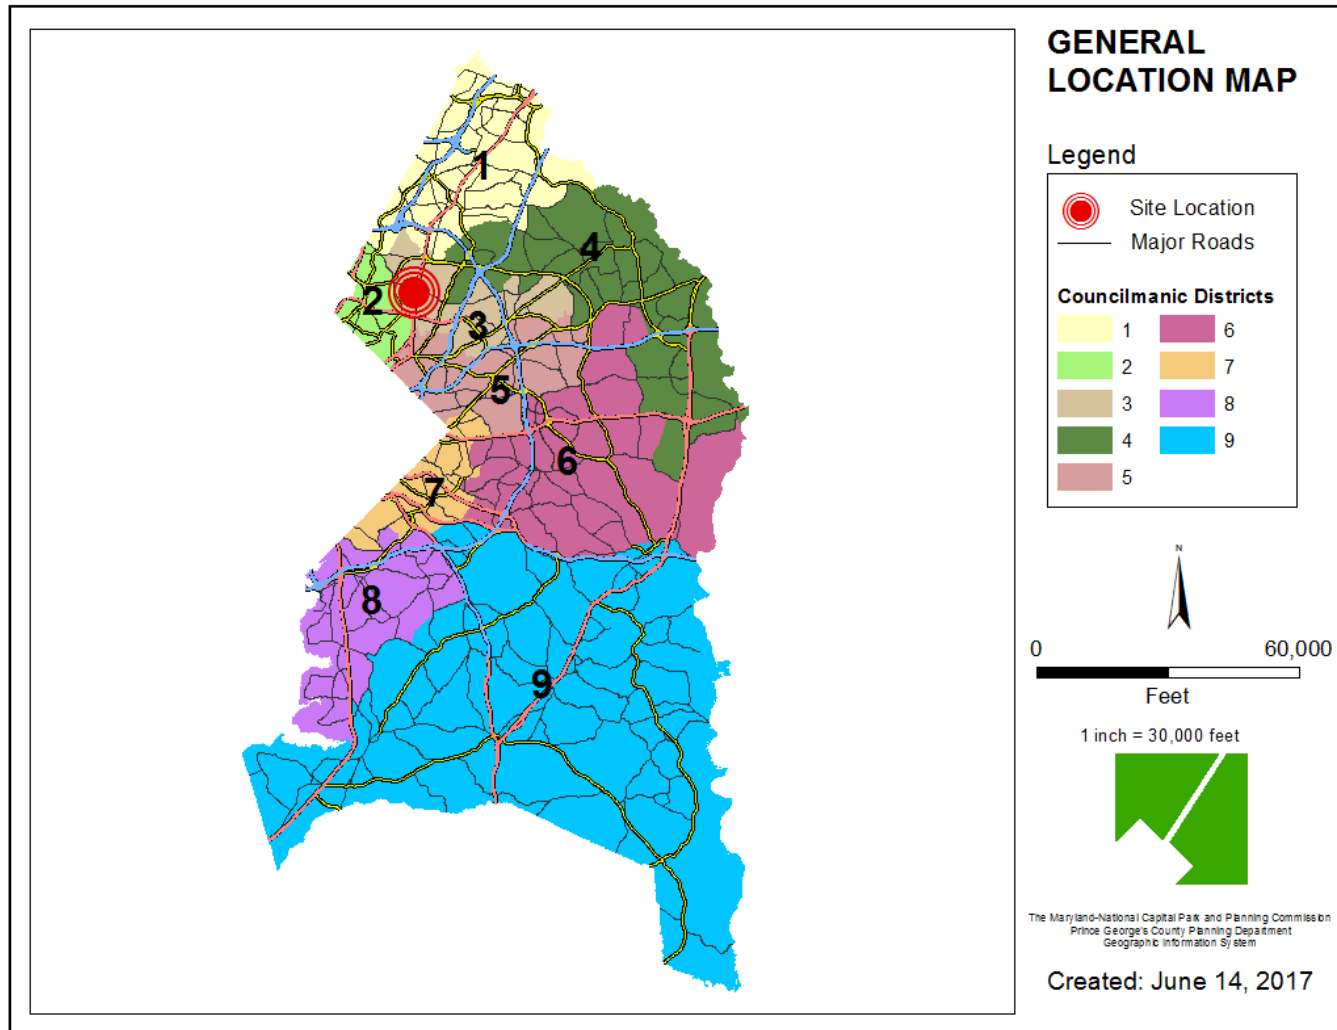 GENERAL
LOCATION MAP
Legend
Site Location
Major Roads
Councilmanic Districts
1 6
2 7
3 8
4 9
5
1
4
2
3
5
6
7
8
9
N
0 60,000
Feet
1 inch = 30,000 feet
The Maryland-National Capital Park and Planning Commission
Prince George's County Planning Department
Geographic Information System
Created: June 14, 2017